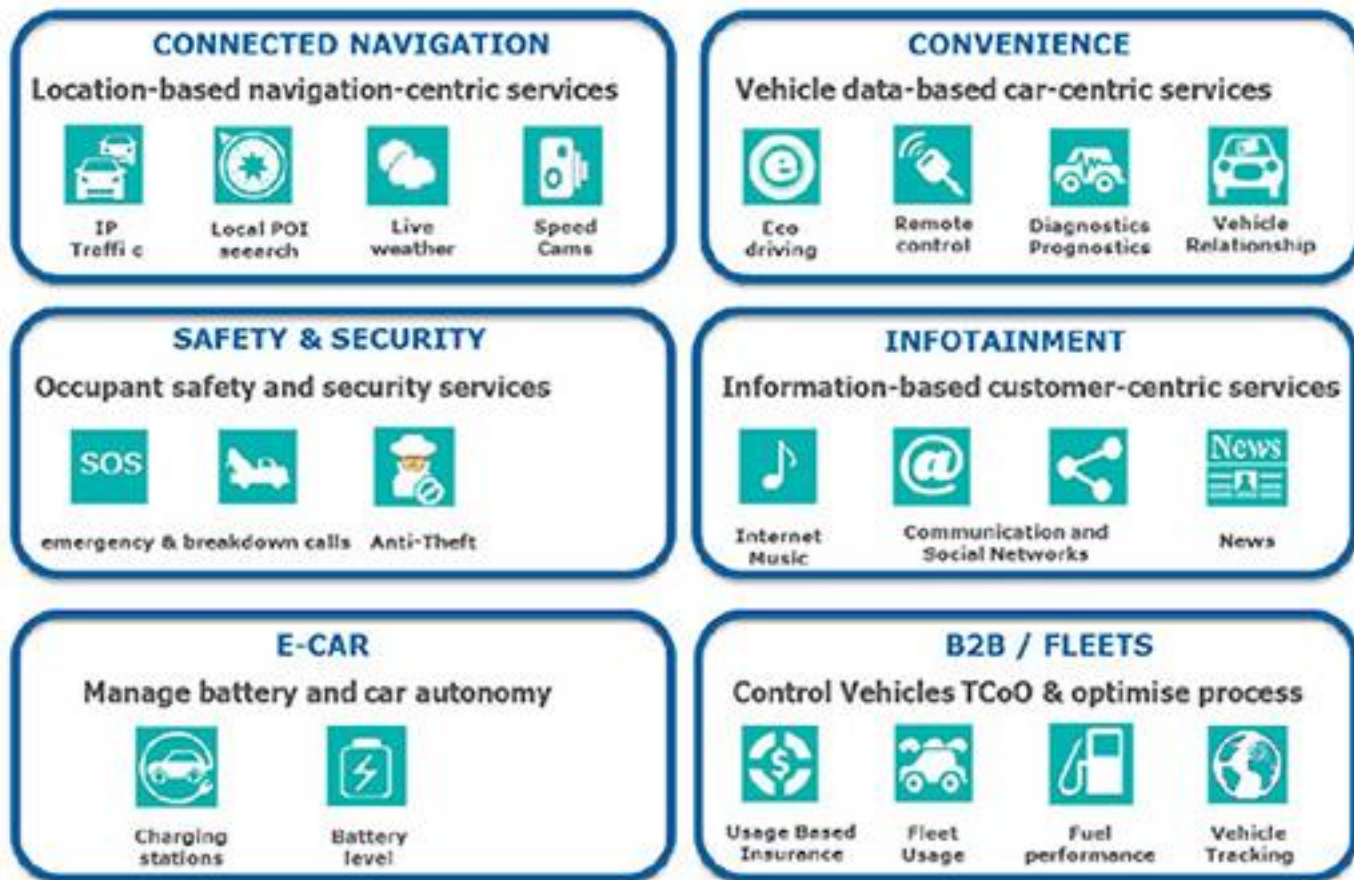 CONNECTED NAVIGATION
Location-based navigation-centric services
IP
Treffi c
Local POI
seearch
Live
weather
Speed
Cams
CONVENIENCE
Vehicle data-based car-centric services
Eco
driving
Remote
control
Diagnostics
Prognostics
Vehicle
Relationship
SAFETY & SECURITY
Occupant safety and security services
SOS
emergency & breakdown calls
Anti-Theft
INFOTAINMENT
Information-based customer-centric services
@
News
Internet
Music
Communication and
Social Networks
News
E-CAR
Manage battery and car autonomy
Charging
stations
Battery
level
B2B / FLEETS
Control Vehicles TCoO & optimise process
$
Usage Based
Insurance
Fleet
Usage
Fuel
performance
Vehicle
Tracking